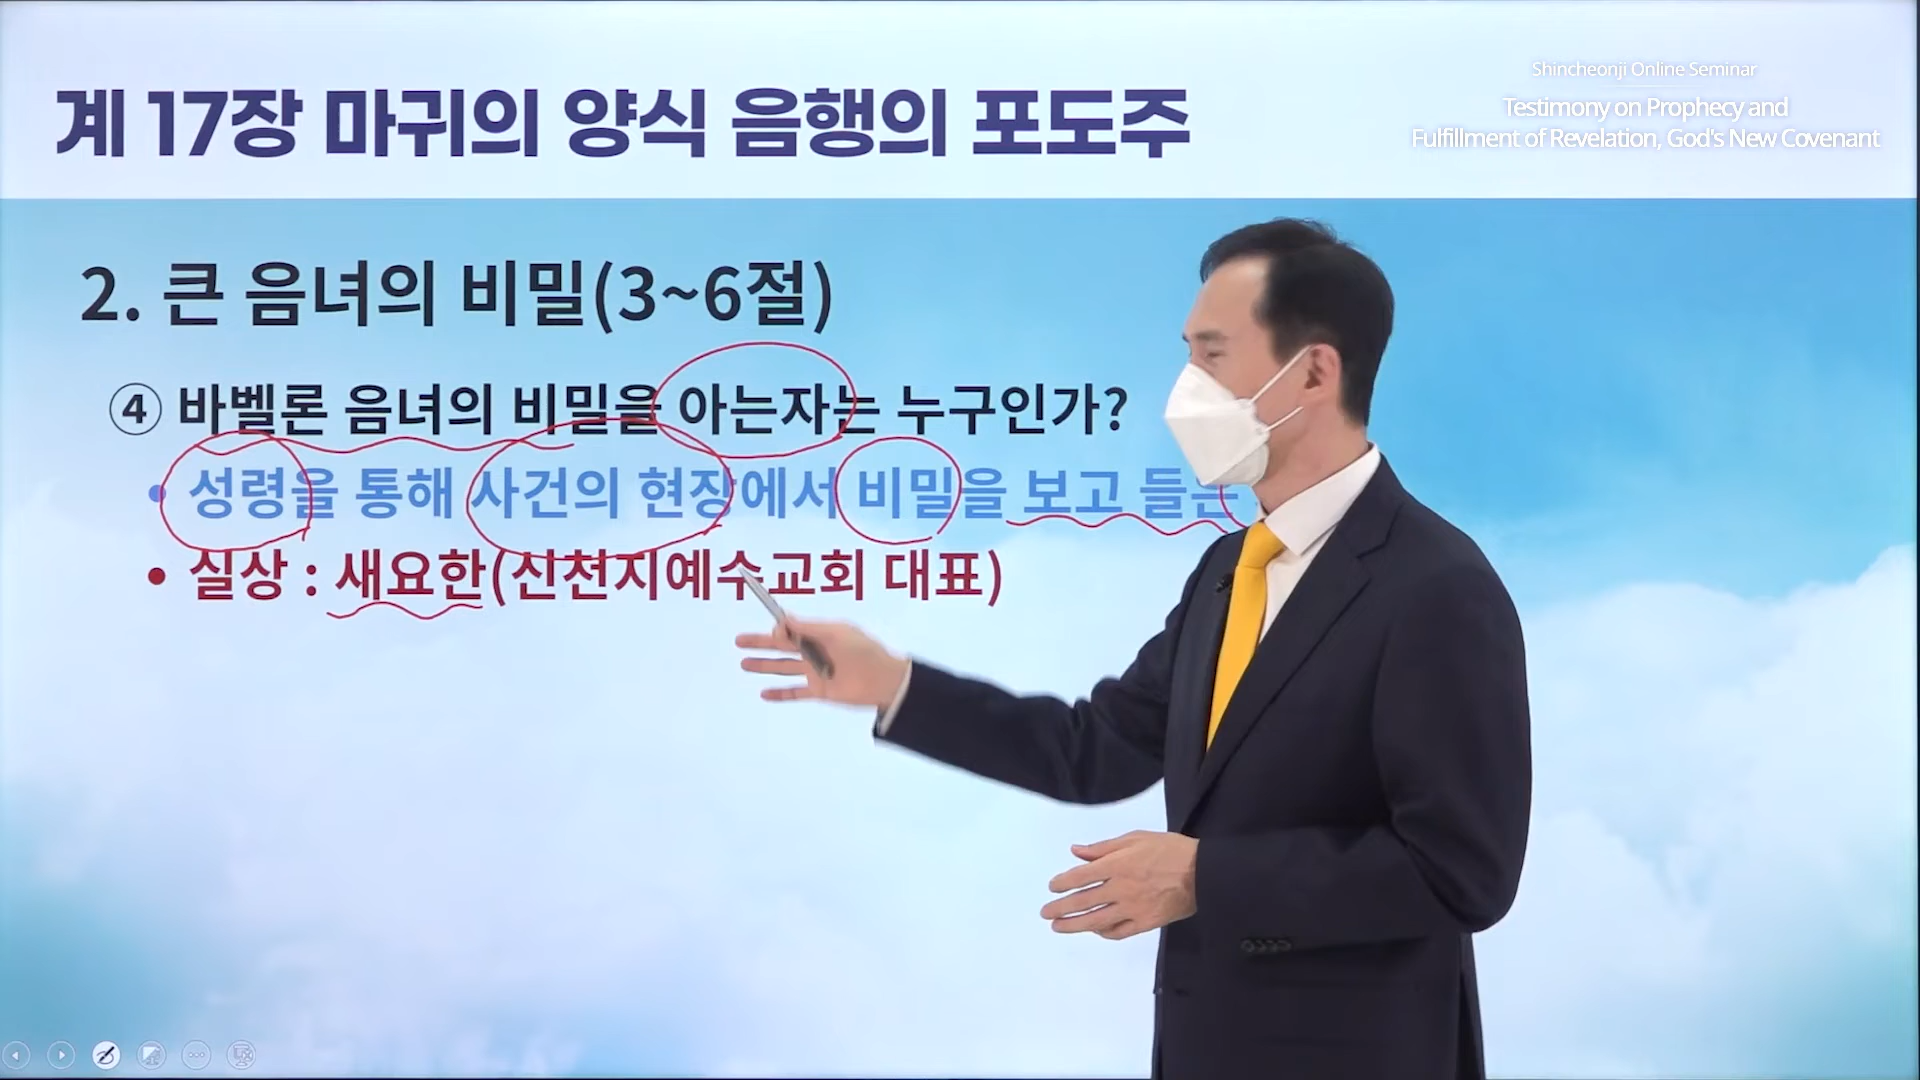 계 17장 마귀의 양식 음행의 포도주
Shincheonji Online Seminar
Testimony on Prophecy and
Fulfillment of Revelation, God's New Covenant
2. 큰 음녀의 비밀(3~6절)
④ 바벨론 음녀의 비밀을 아는자는 누구인가?
• 성령을 통해 사건의 현장에서 비밀을 보고 들은
• 실상 : 새요한(신천지예수교회 대표)